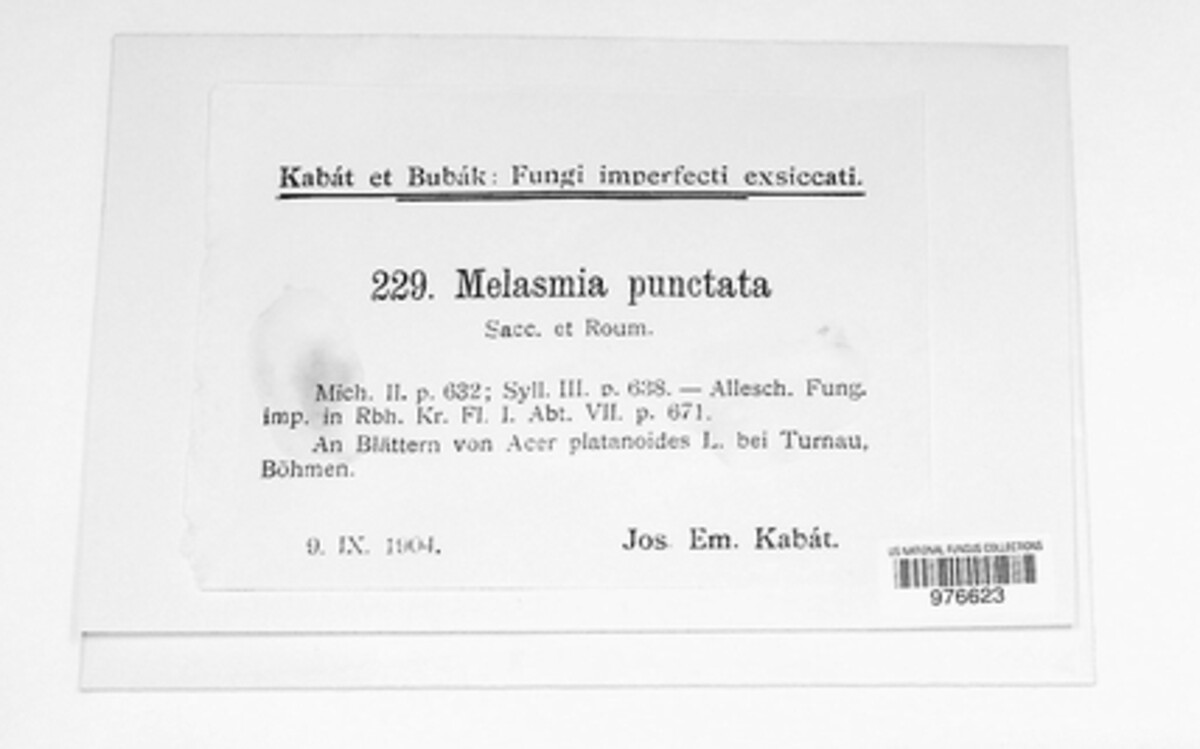 Kabát et Bubák: Fungi imperfecti exsiccati.
229. Melasmia punctata
Sacc. et Roum.
Mich. II. p. 632; Syll. III. p. 638. — Allesch. Fung.
imp. in Rbh. Kr. Fl. I. Abt. VII. p. 671.
An Blättern von Acer platanoides L. bei Turnau,
Böhmen.
9. IX. 1904.
Jos. Em. Kabát.
US NATIONAL FUNGUS COLLECTIONS
976623